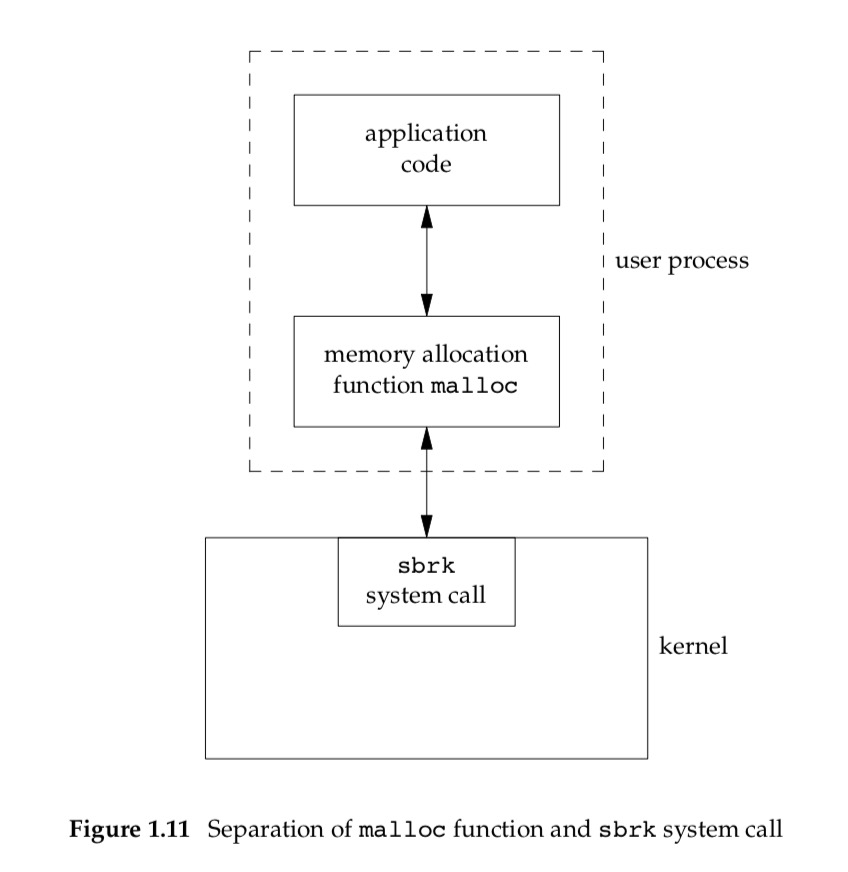 application
code
user process
memory allocation
function malloc
sbrk
system call
kernel
Figure 1.11 Separation of malloc function and sbrk system call